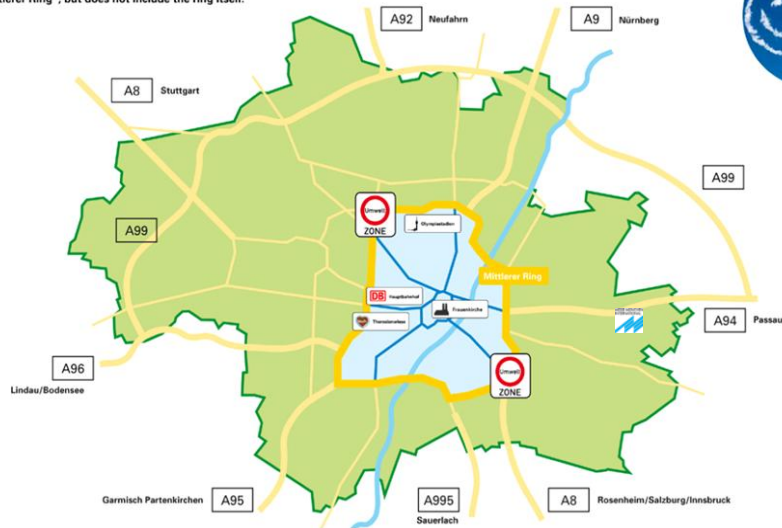 tlerer Ring", but does not include the ring itself.
A92 Neufahrn
A9 Nürnberg
A8 Stuttgart
A99
A99
Umwelt
ZONE
Olympiastadion
Mittlerer Ring
DB Hauptbahnhof
Frauenkirche
Theresienwiese
A94 Passau
A96
Lindau/Bodensee
Umwelt
ZONE
Garmisch Partenkirchen A95
A995
Sauerlach
A8 Rosenheim/Salzburg/Innsbruck